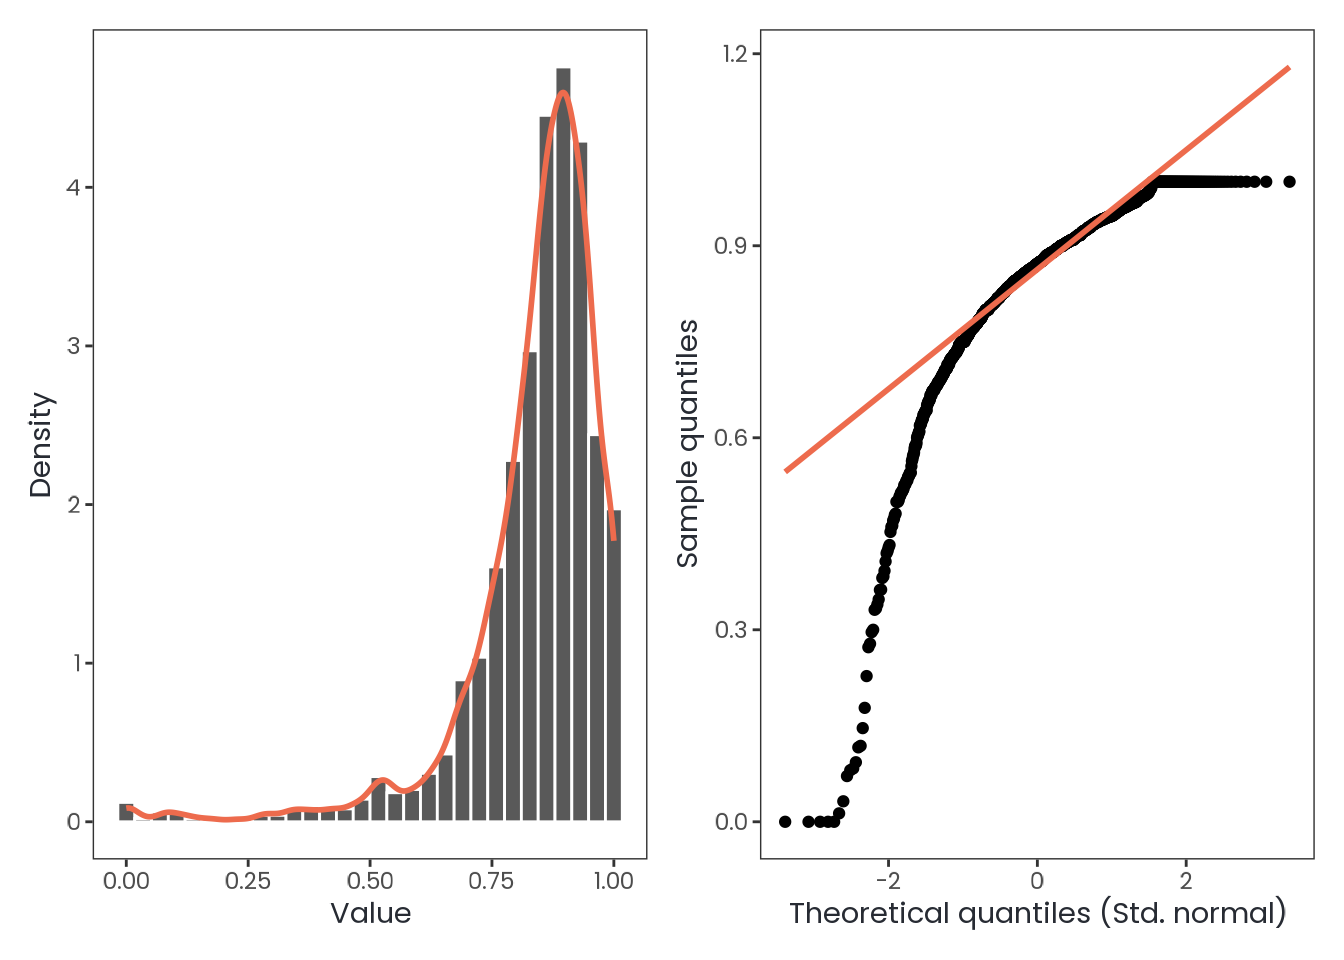 Density
4
3
2
1
0
0.00 0.25 0.50 0.75 1.00
Value
Sample quantiles
1.2
0.9
0.6
0.3
0.0
−2 0 2
Theoretical quantiles (Std. normal)